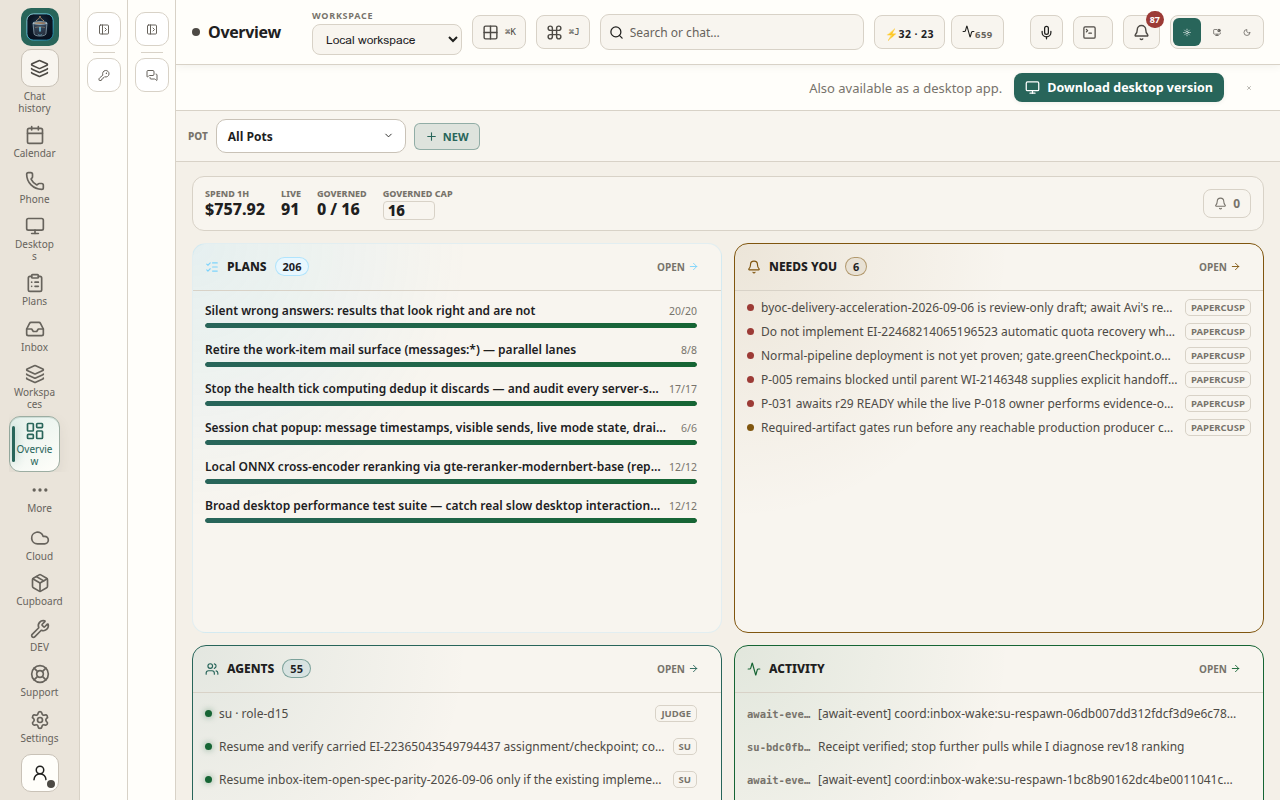 Chat
history
Calendar
Phone
Desktop
s
Plans
Inbox
Workspa
ces
Overvie
w
More
Cloud
Cupboard
DEV
Support
Settings
Overview
WORKSPACE
Local workspace
⌘K
⌘J
Search or chat...
⚡32 · 23
659
87
Also available as a desktop app.
Download desktop version
×
POT
All Pots
+ NEW
SPEND 1H
$757.92
LIVE
91
GOVERNED
0 / 16
GOVERNED CAP
16
0
PLANS 206 OPEN →
Silent wrong answers: results that look right and are not 20/20
Retire the work-item mail surface (messages:*) — parallel lanes 8/8
Stop the health tick computing dedup it discards — and audit every server-s... 17/17
Session chat popup: message timestamps, visible sends, live mode state, drai... 6/6
Local ONNX cross-encoder reranking via gte-reranker-modernbert-base (rep... 12/12
Broad desktop performance test suite — catch real slow desktop interaction... 12/12
NEEDS YOU 6 OPEN →
byoc-delivery-acceleration-2026-09-06 is review-only draft; await Avi's re... PAPERCUSP
Do not implement EI-22468214065196523 automatic quota recovery wh... PAPERCUSP
Normal-pipeline deployment is not yet proven; gate.greenCheckpoint.o... PAPERCUSP
P-005 remains blocked until parent WI-2146348 supplies explicit handoff... PAPERCUSP
P-031 awaits r29 READY while the live P-018 owner performs evidence-o... PAPERCUSP
Required-artifact gates run before any reachable production producer c... PAPERCUSP
AGENTS 55 OPEN →
su · role-d15 JUDGE
Resume and verify carried EI-22365043549794437 assignment/checkpoint; co... SU
Resume inbox-item-open-spec-parity-2026-09-06 only if the existing impleme... SU
ACTIVITY OPEN →
await-eve... [await-event] coord:inbox-wake:su-respawn-06db007dd312fdcf3d9e6c78...
su-bdc0fb... Receipt verified; stop further pulls while I diagnose rev18 ranking
await-eve... [await-event] coord:inbox-wake:su-respawn-1bc8b90162dc4be0011041c...